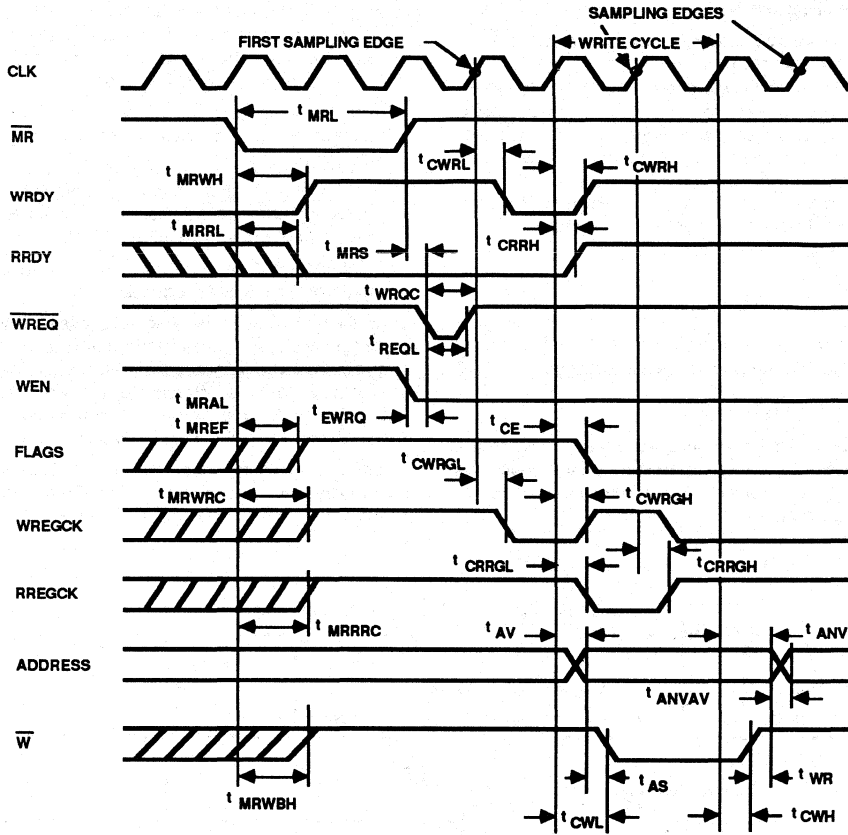 SAMPLING EDGES
FIRST SAMPLING EDGE
WRITE CYCLE
CLK
t MRL
MR
t CWRL
t CWRH
t MRWH
WRDY
t MRRL
t MRS
t CRRH
RRDY
t WRQC
WREQ
t REQL
WEN
t MRAL
t MREF
t EWRQ
t CE
FLAGS
t CWRGL
t MRWRC
t CWRGH
WREGCK
t CRRGL
t CRRGH
RREGCK
t MRRRC
t AV
t ANV
ADDRESS
t ANVAV
W
t AS
t WR
t MRWBH
t CWL
t CWH